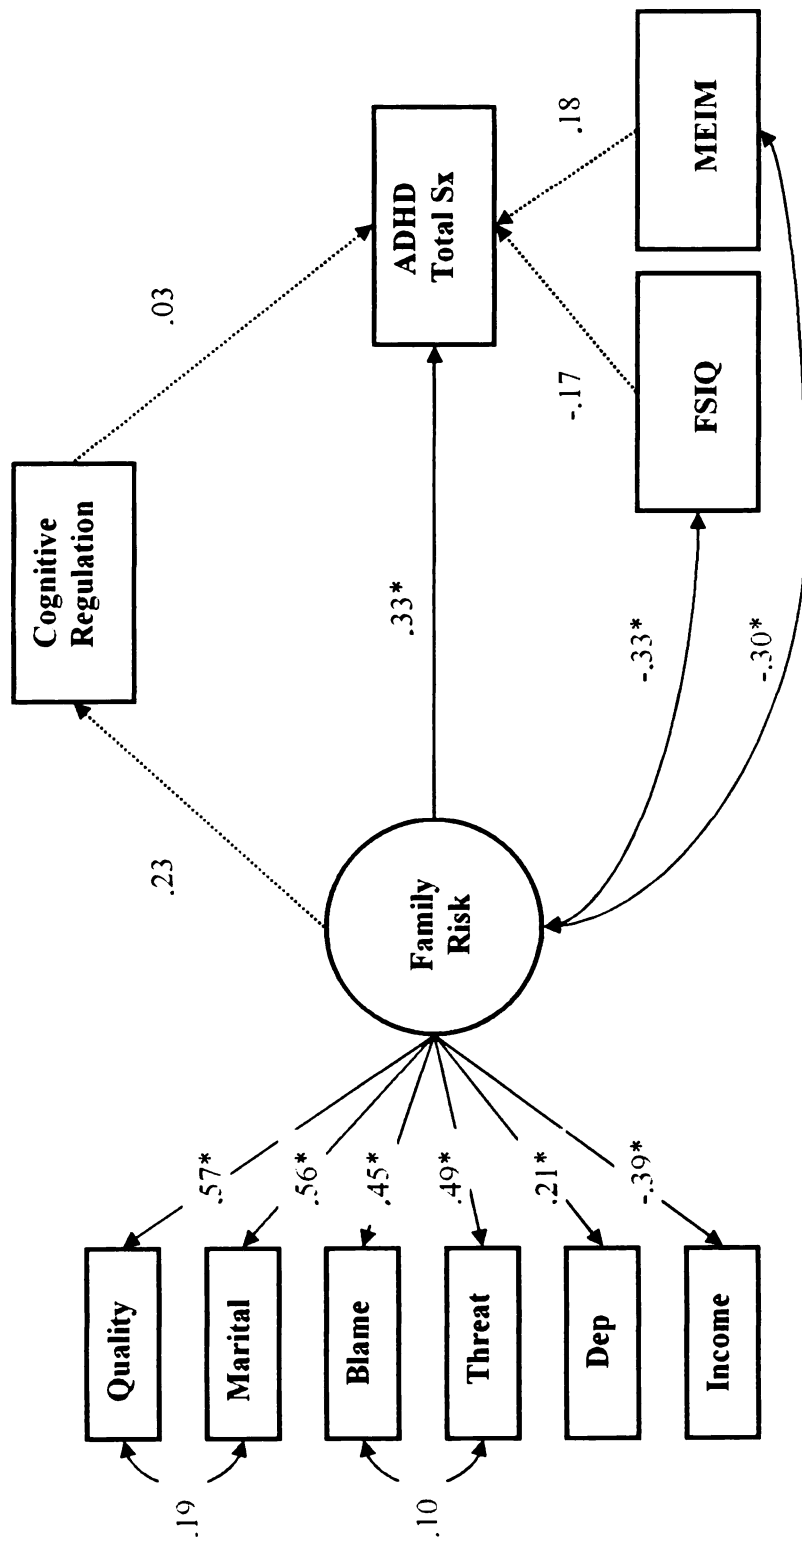 Cognitive
Regulation
.23
.03
Quality
Marital
Blame
Threat
Dep
Income
.19
.10
.57*
.56*
.45*
.49*
.21*
-.39*
Family
Risk
.33*
ADHD
Total Sx
-.17
.18
FSIQ
MEIM
-.33*
-.30*